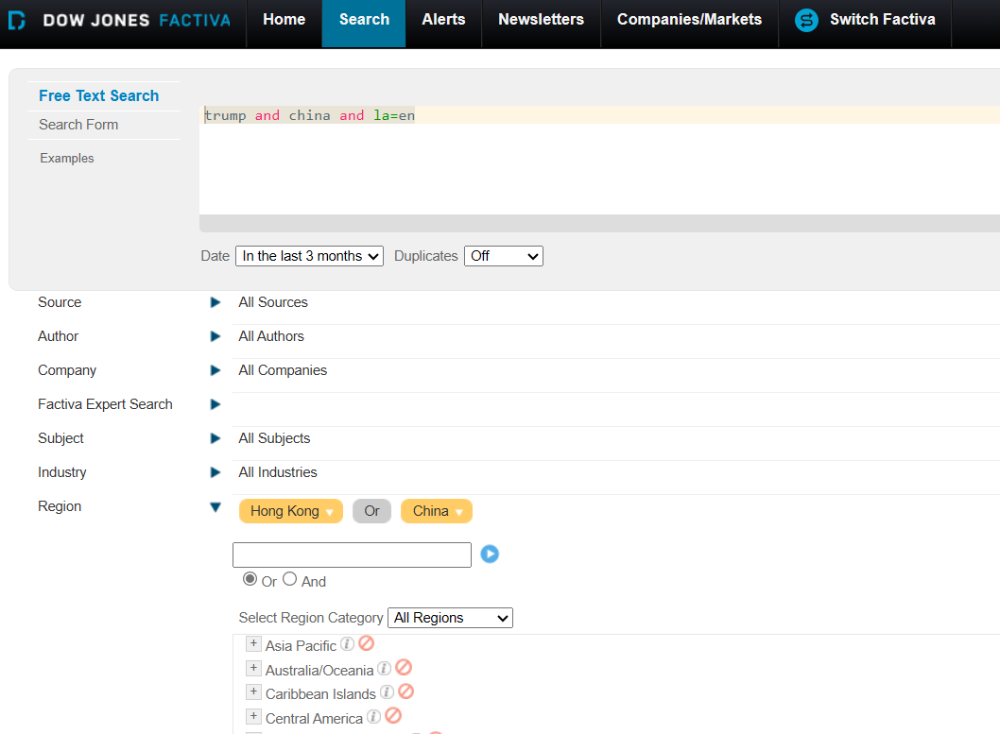 DOW JONES FACTIVA Home Search Alerts Newsletters Companies/Markets S Switch Factiva
Free Text Search
trump and china and la=en
Search Form
Examples
Date In the last 3 months Duplicates Off
Source All Sources
Author All Authors
Company All Companies
Factiva Expert Search
Subject All Subjects
Industry All Industries
Region Hong Kong Or China
Or And
Select Region Category All Regions
+ Asia Pacific i
+ Australia/Oceania i
+ Caribbean Islands i
+ Central America i